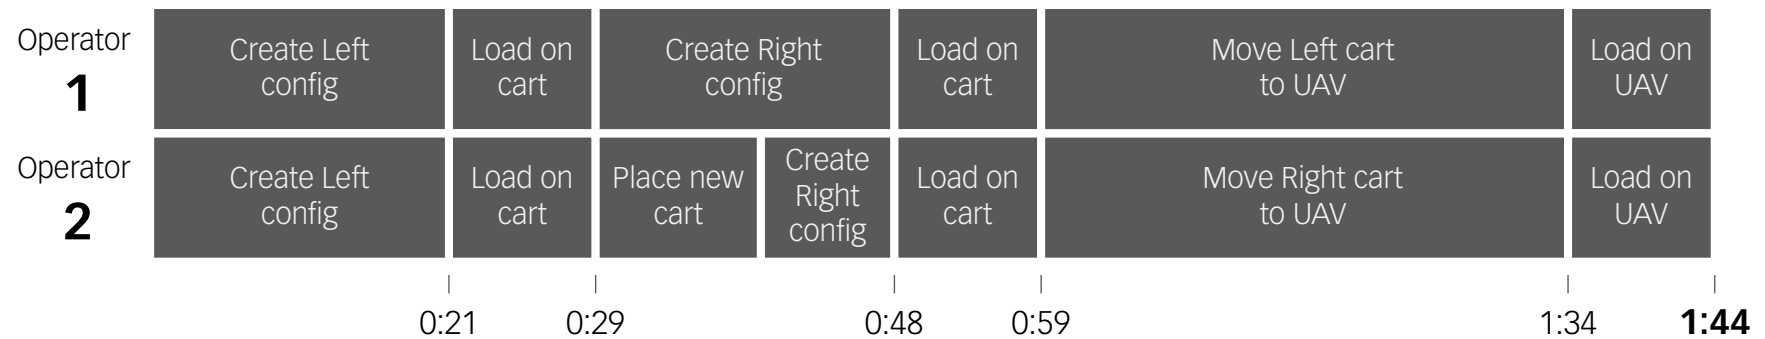 Operator
1
Create Left
config
Load on
cart
Create Right
config
Load on
cart
Move Left cart
to UAV
Load on
UAV
Operator
2
Create Left
config
Load on
cart
Place new
cart
Create
Right
config
Load on
cart
Move Right cart
to UAV
Load on
UAV
0:21
0:29
0:48
0:59
1:34
1:44